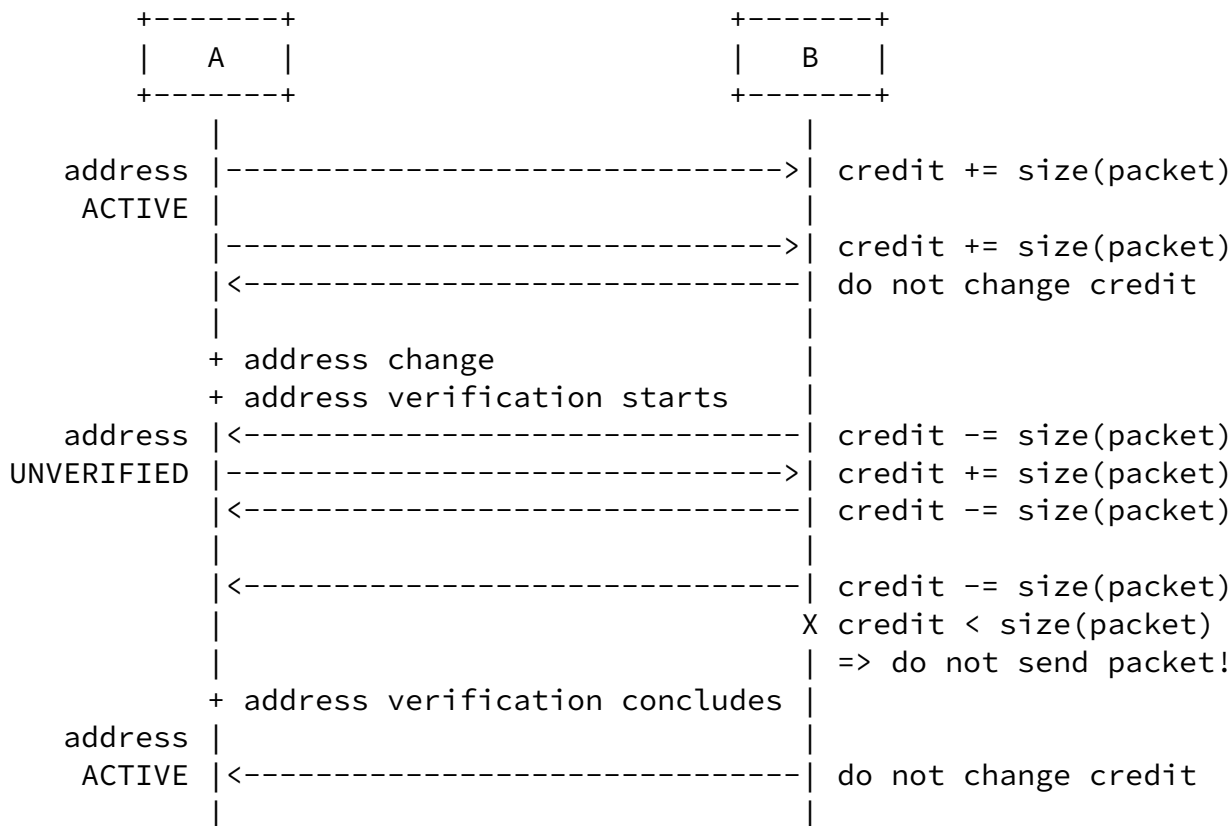 +-------+                        +-------+
|   A   |                        |   B   |
+-------+                        +-------+
|                                |
address |------------------------------->| credit += size(packet)
ACTIVE |                                |
|------------------------------->| credit += size(packet)
|<-------------------------------| do not change credit
|                                |
+ address change                 |
+ address verification starts    |
address |<-------------------------------| credit -= size(packet)
UNVERIFIED |------------------------------->| credit += size(packet)
|<-------------------------------| credit -= size(packet)
|                                |
|<-------------------------------| credit -= size(packet)
|                                X credit < size(packet)
|                                | => do not send packet!
+ address verification concludes |
address |                                |
ACTIVE |<-------------------------------| do not change credit
|                                |